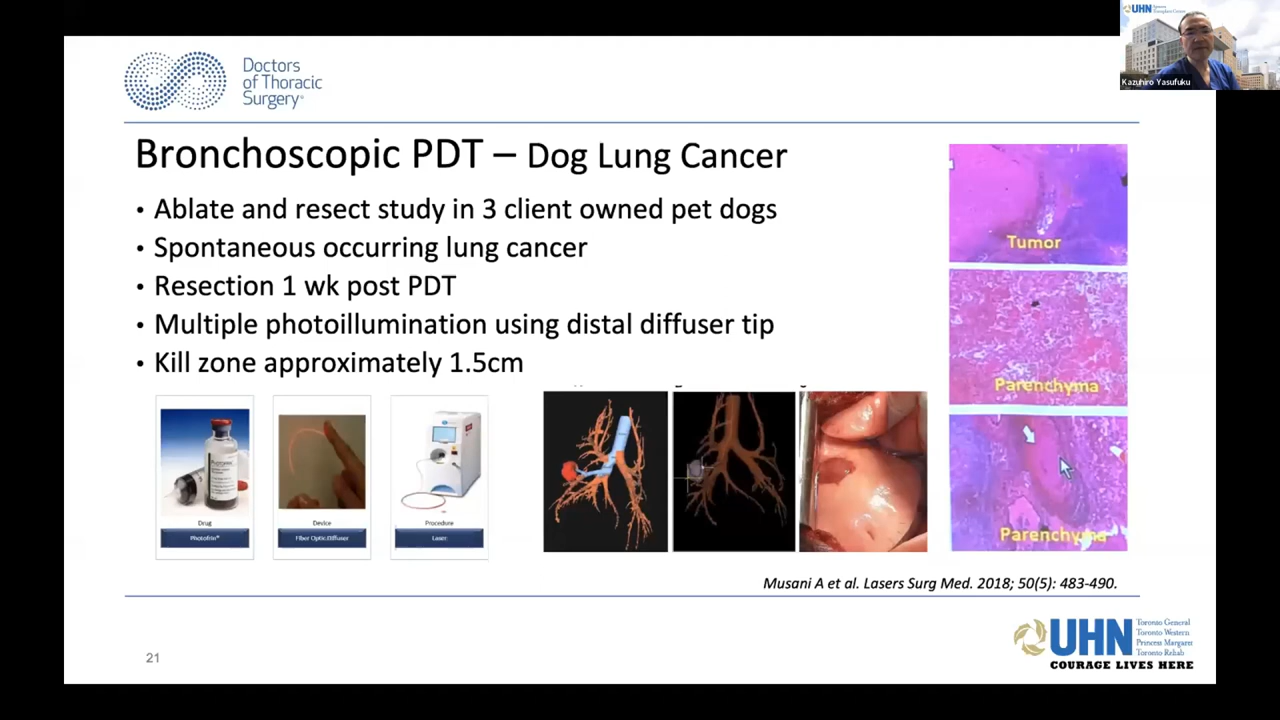 UHN
Kazuhiro Yasufuku
Doctors
of Thoracic
Surgery
Bronchoscopic PDT – Dog Lung Cancer
• Ablate and resect study in 3 client owned pet dogs
• Spontaneous occurring lung cancer
• Resection 1 wk post PDT
• Multiple photoillumination using distal diffuser tip
• Kill zone approximately 1.5cm
Tumor
Parenchyma
Parenchyma
Drug
Photofrin®
Device
Fiber Optic Diffuser
Procedure
Laser
Musani A et al. Lasers Surg Med. 2018; 50(5): 483-490.
21
UHN
Toronto General
Toronto Western
Princess Margaret
Toronto Rehab
COURAGE LIVES HERE